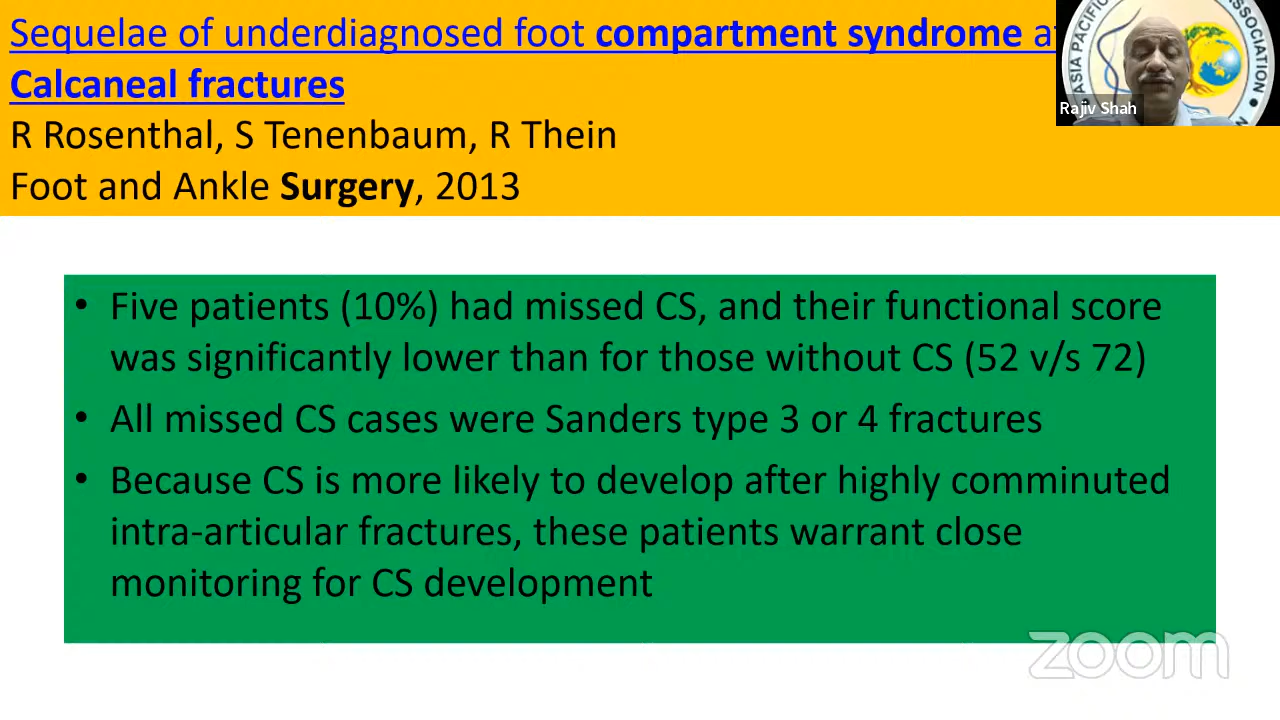 Sequelae of underdiagnosed foot compartment syndrome
Calcaneal fractures
R Rosenthal, S Tenenbaum, R Thein
Foot and Ankle Surgery, 2013
ASIA PACIFIC
ASSOCIATION
Rajiv Shah
• Five patients (10%) had missed CS, and their functional score
was significantly lower than for those without CS (52 v/s 72)
• All missed CS cases were Sanders type 3 or 4 fractures
• Because CS is more likely to develop after highly comminuted
intra-articular fractures, these patients warrant close
monitoring for CS development
zoom